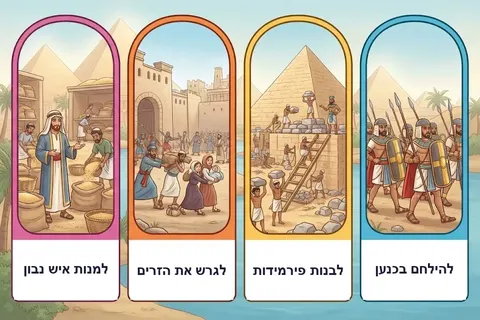 להילחם בכנען
לבנות פירמידות
לגרש את הזרים
למנות איש נבון